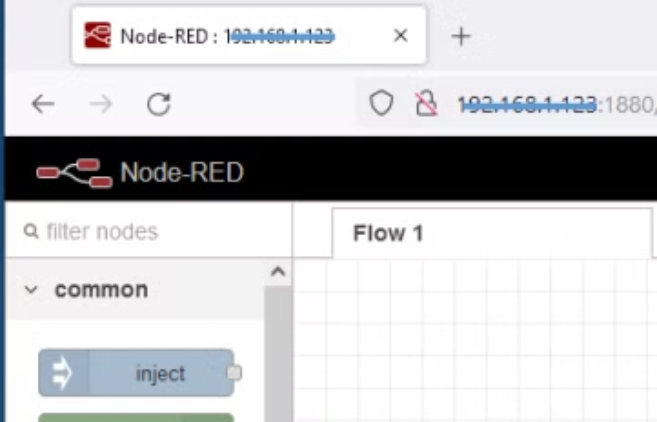 Node-RED : 192.168.1.123
192.168.1.123:1880/
Node-RED
filter nodes
Flow 1
common
inject